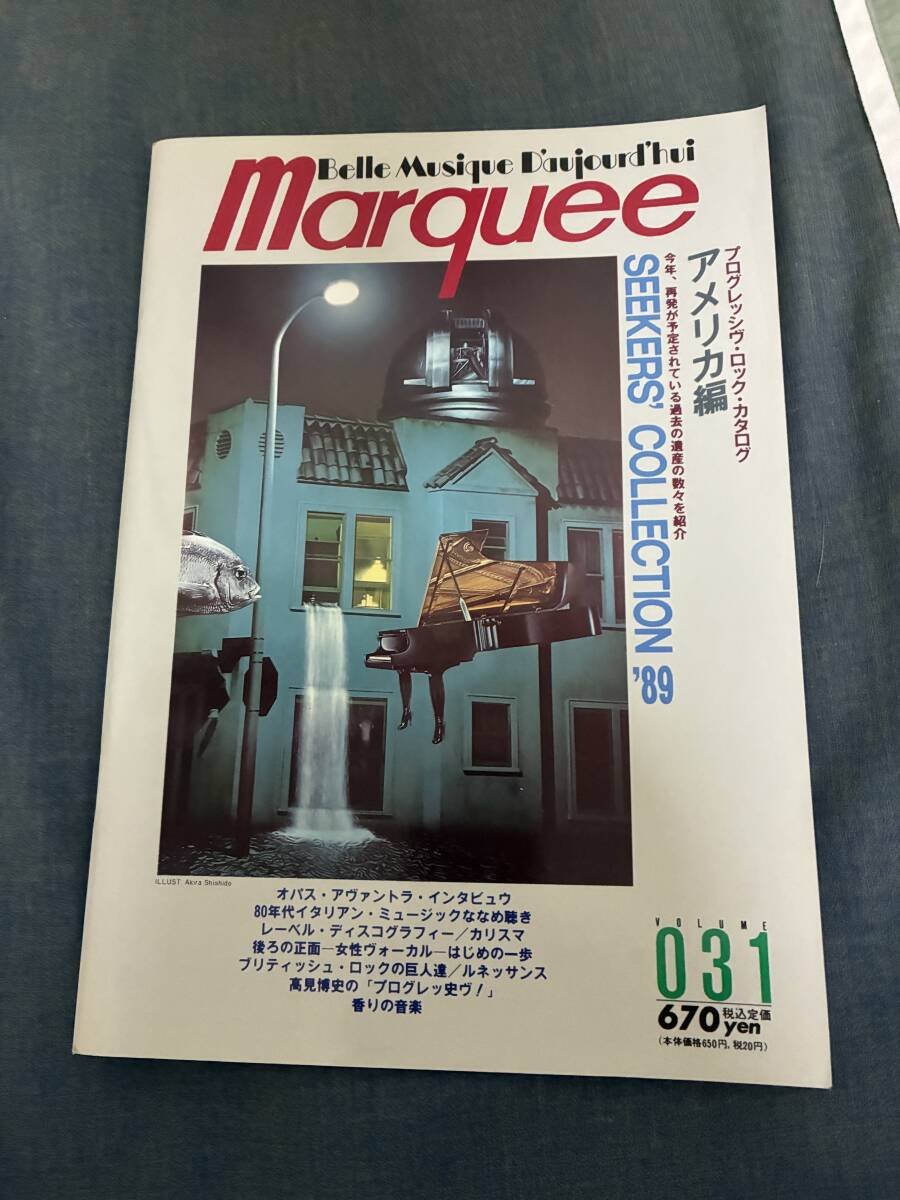 Belle Musique D'aujourd'hui
marquee
プログレッシヴ・ロック・カタログ
アメリカ編
今年、再発が予定されている過去の遺産の数々を紹介
SEEKERS' COLLECTION '89
ILLUST Akira Shishido
オパス・アヴァントラ・インタビュウ
80年代イタリアン・ミュージックななめ聴き
レーベル・ディスコグラフィー／カリスマ
後ろの正面―女性ヴォーカル―はじめの一歩
ブリティッシュ・ロックの巨人達／ルネッサンス
高見博史の「プログレッ史ヴ！」
香りの音楽
VOLUME
031
670yen 税込定価
(本体価格650円，税20円)